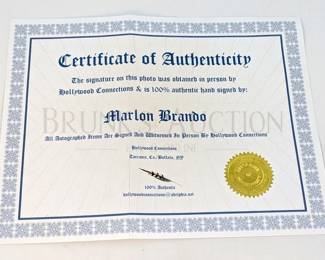 Certificate of Authenticity
The signature on this photo was obtained in person by
Hollywood Connections & is 100% authentic hand signed by:
Marlon Brando
All Autographed Items Are Signed And Witnessed In Person By Hollywood Connections
Hollywood Connections
100% Authentic